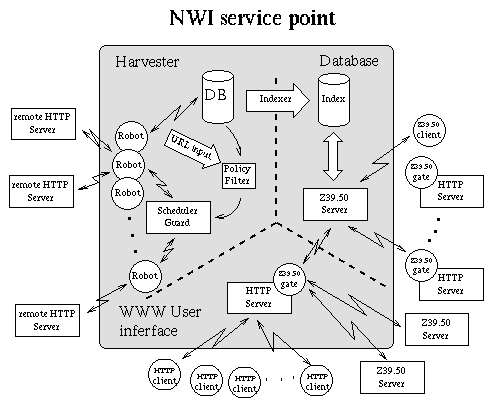 NWI service point
Harvester
Database
DB
Indexer
Index
remote HTTP
Server
Robot
URL input
Z39.50
client
Robot
Policy
Filter
Z39.50
gate
remote HTTP
Server
Robot
HTTP
Server
Scheduler
Guard
Z39.50
Server
Robot
Z39.50
gate
HTTP
Server
Z39.50
gate
HTTP
Server
remote HTTP
Server
WWW User
inferface
Z39.50
Server
HTTP
client
HTTP
client
HTTP
client
HTTP
client
Z39.50
Server